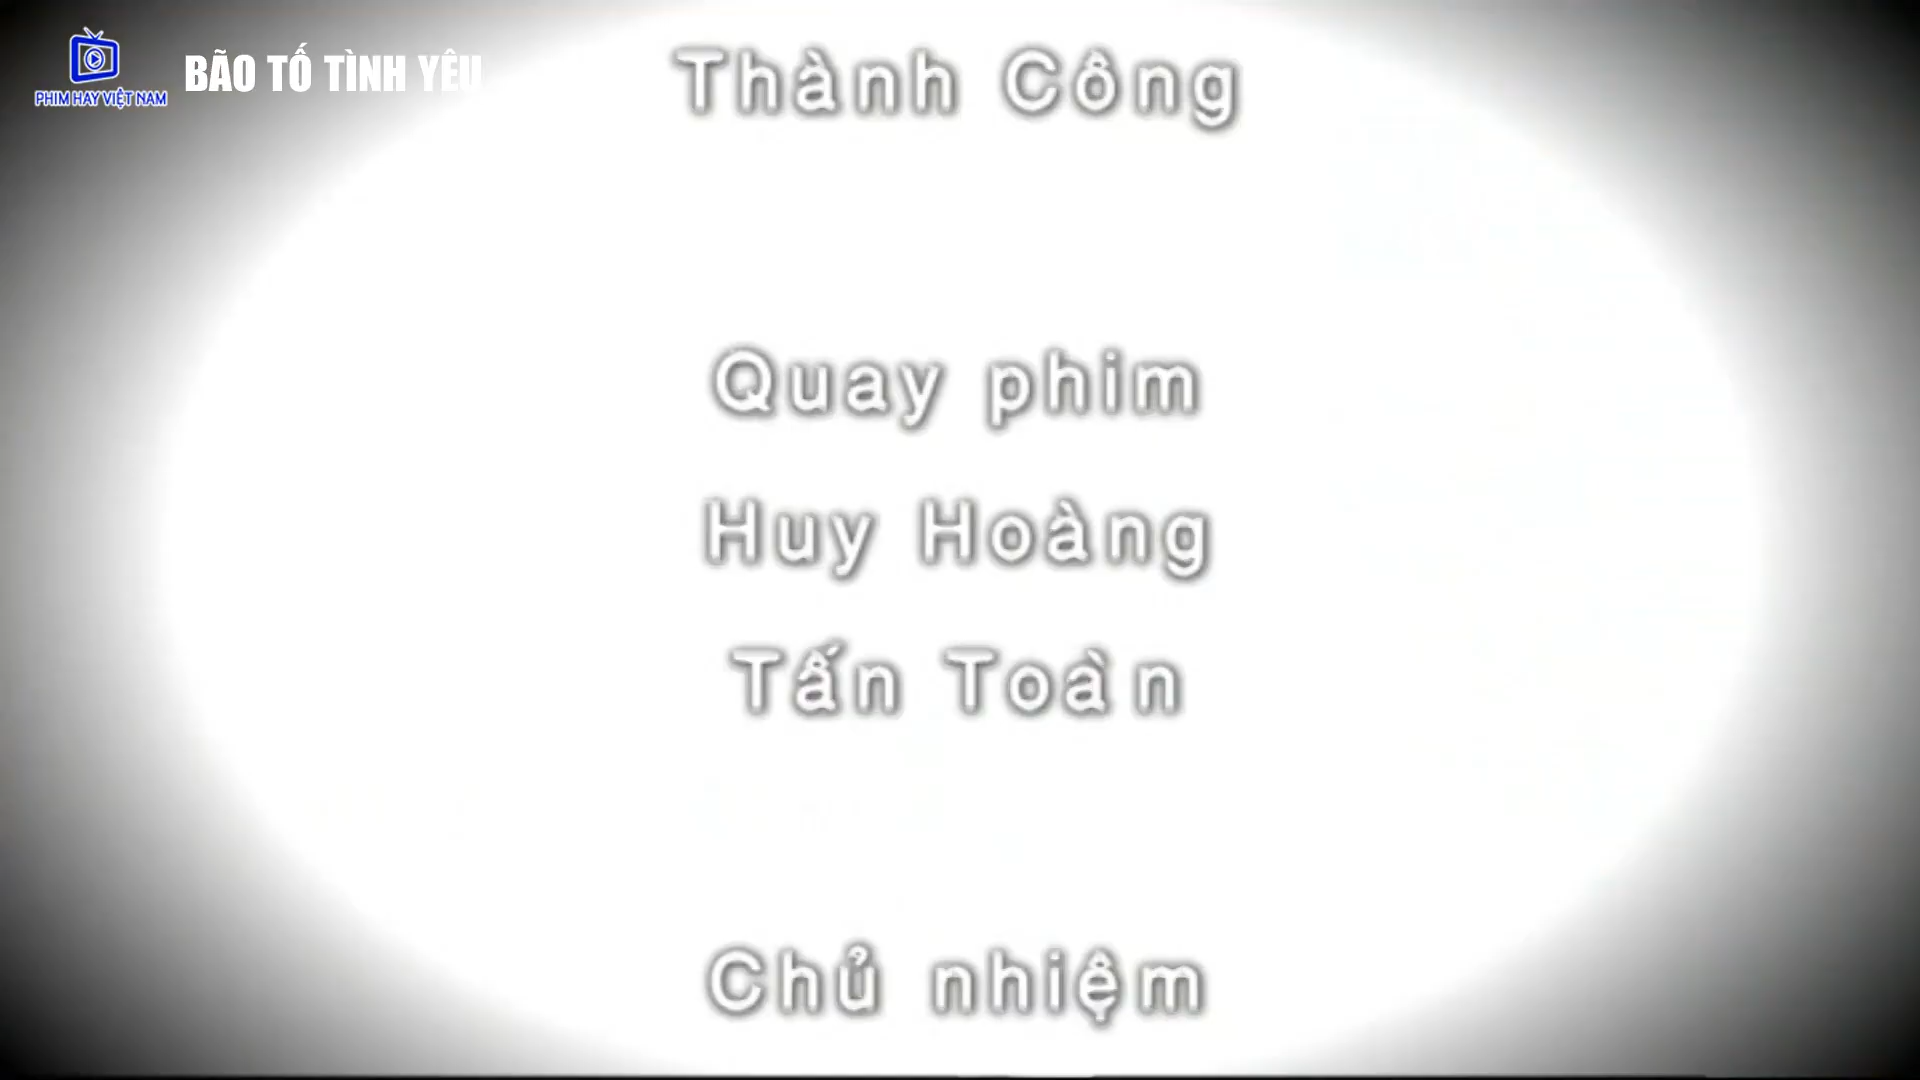 PHIM HAY VIỆT NAM
BÃO TỐ TÌNH YÊU
Thành Công
Quay phim
Huy Hoàng
Tấn Toàn
Chủ nhiệm